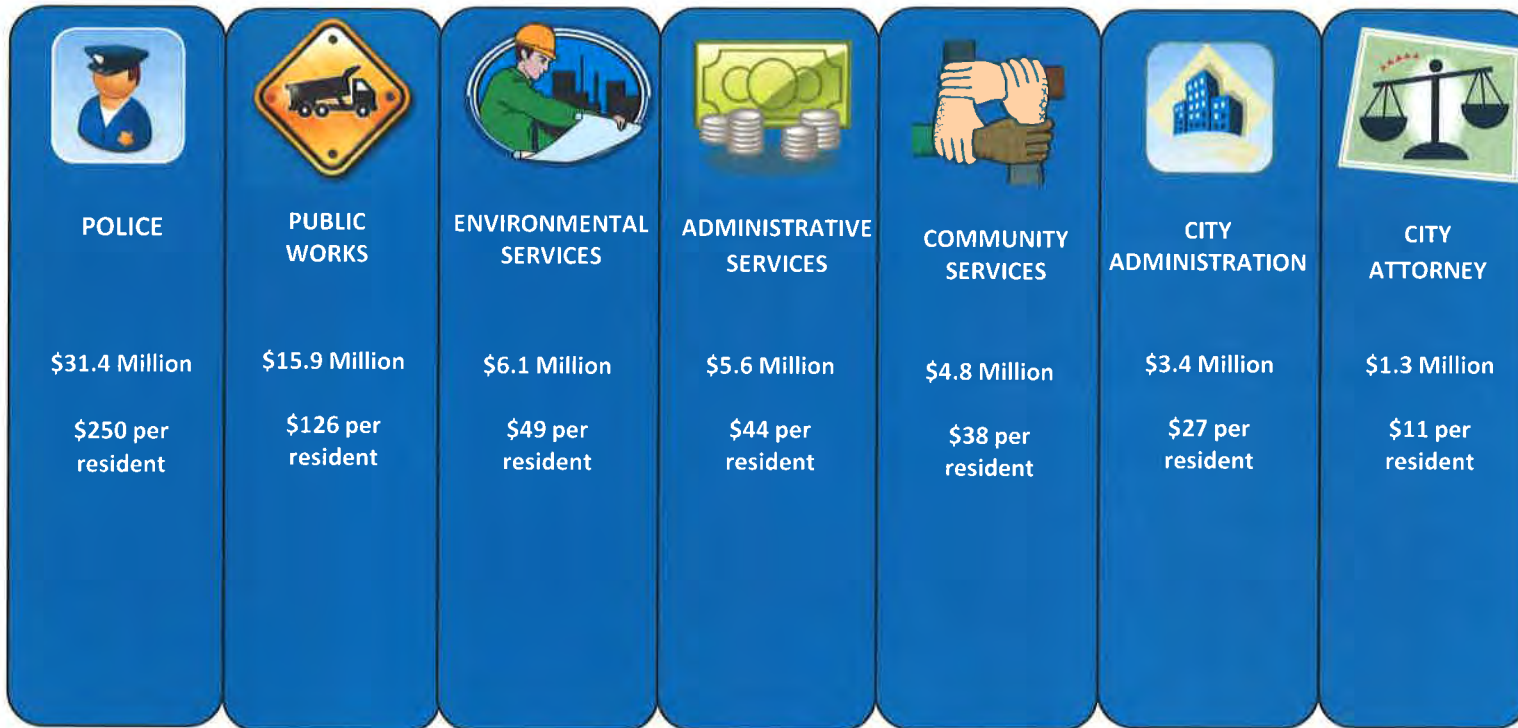 POLICE
$31.4 Million
$250 per
resident
PUBLIC
WORKS
$15.9 Million
$126 per
resident
ENVIRONMENTAL
SERVICES
$6.1 Million
$49 per
resident
ADMINISTRATIVE
SERVICES
$5.6 Million
$44 per
resident
COMMUNITY
SERVICES
$4.8 Million
$38 per
resident
CITY
ADMINISTRATION
$3.4 Million
$27 per
resident
CITY
ATTORNEY
$1.3 Million
$11 per
resident